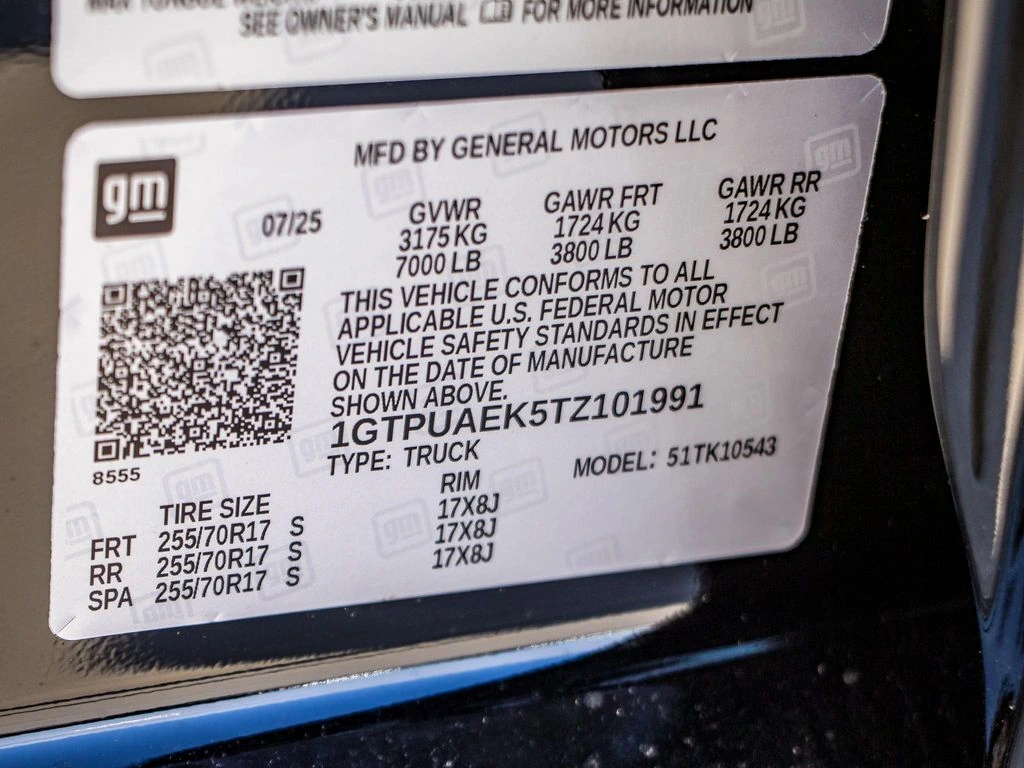 SEE OWNER'S MANUAL FOR MORE INFORMATION
MFD BY GENERAL MOTORS LLC
gm
07/25
GVWR GAWR FRT GAWR RR
3175 KG 1724 KG 1724 KG
7000 LB 3800 LB 3800 LB
THIS VEHICLE CONFORMS TO ALL
APPLICABLE U.S. FEDERAL MOTOR
VEHICLE SAFETY STANDARDS IN EFFECT
ON THE DATE OF MANUFACTURE
SHOWN ABOVE.
1GTPUAEK5TZ101991
TYPE: TRUCK MODEL: 51TK10543
8555
TIRE SIZE RIM
FRT 255/70R17 S 17X8J
RR 255/70R17 S 17X8J
SPA 255/70R17 S 17X8J